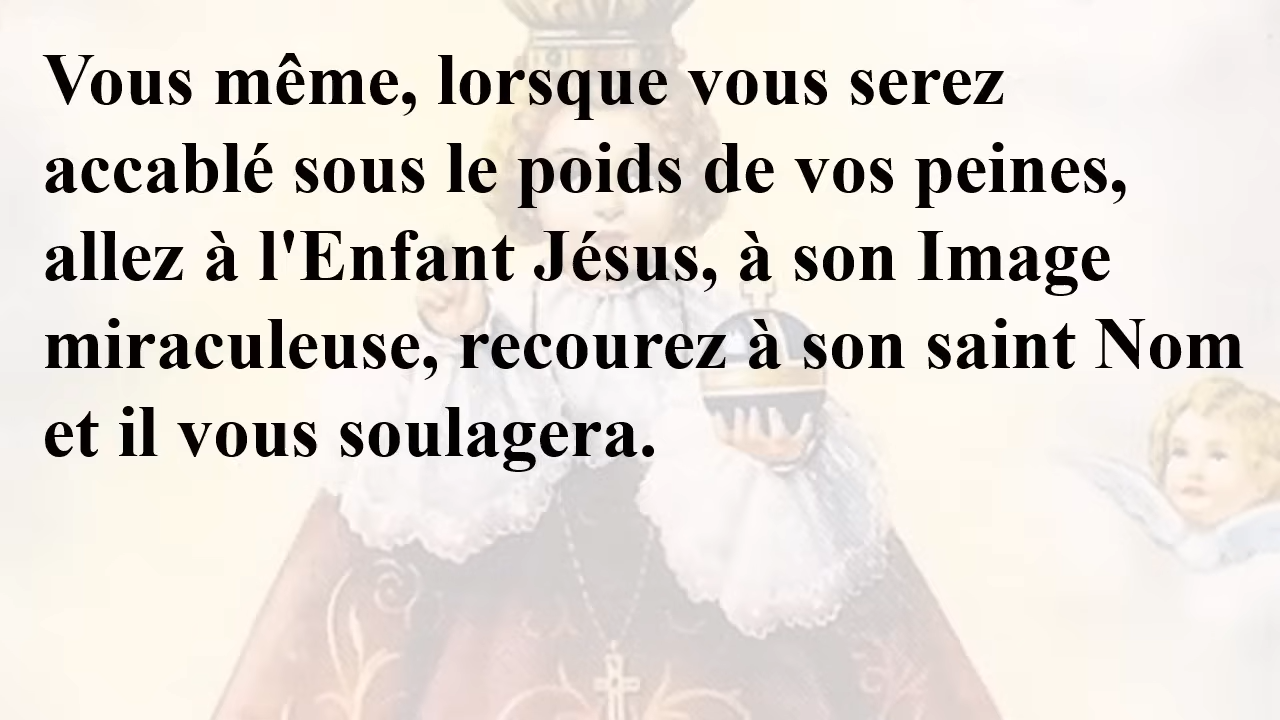 Vous même, lorsque vous serez
accablé sous le poids de vos peines,
allez à l'Enfant Jésus, à son Image
miraculeuse, recourez à son saint Nom
et il vous soulagera.